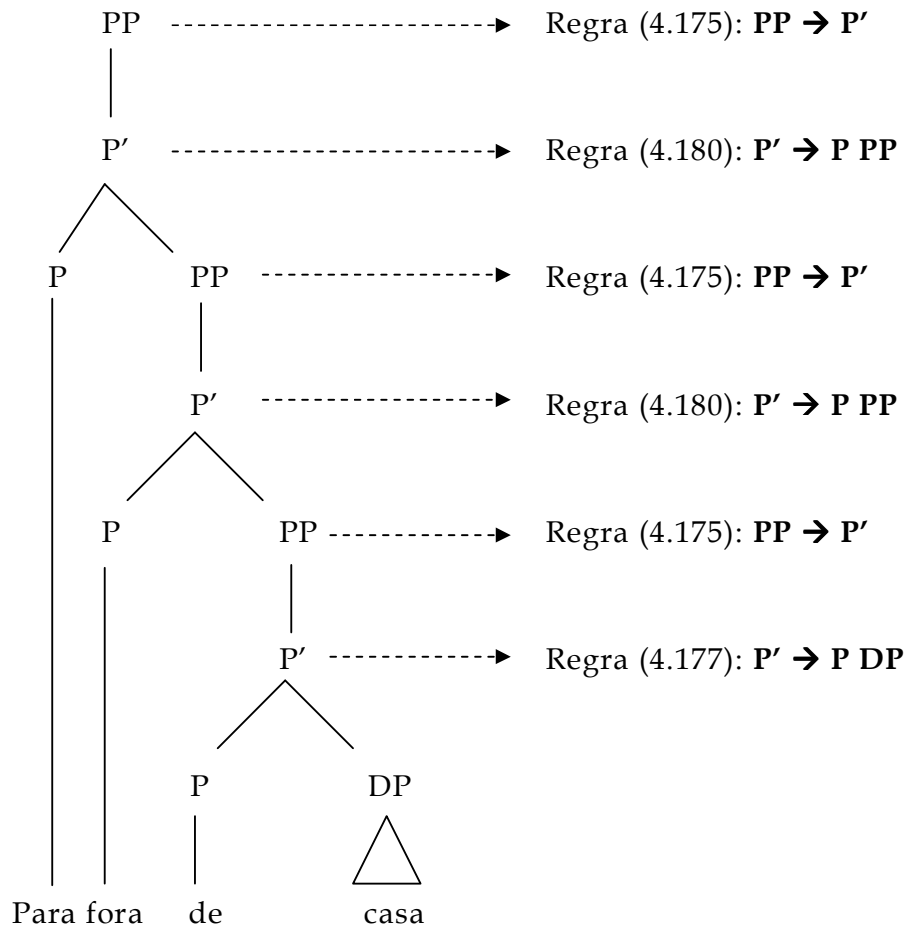 PP Regra (4.175): PP → P′
P′ Regra (4.180): P′ → P PP
P PP Regra (4.175): PP → P′
P′ Regra (4.180): P′ → P PP
P PP Regra (4.175): PP → P′
P′ Regra (4.177): P′ → P DP
P DP
Para fora de casa